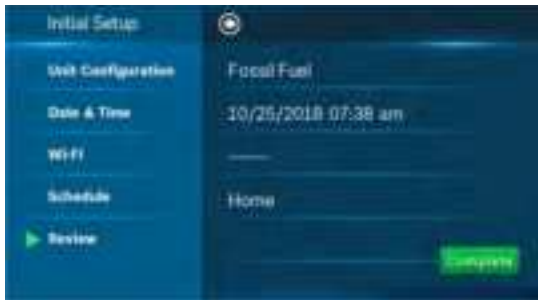 Initial Setup
Unit Configuration Fossil Fuel
Date & Time 10/25/2018 07:38 am
Wi-Fi ——
Schedule Home
Review
Complete